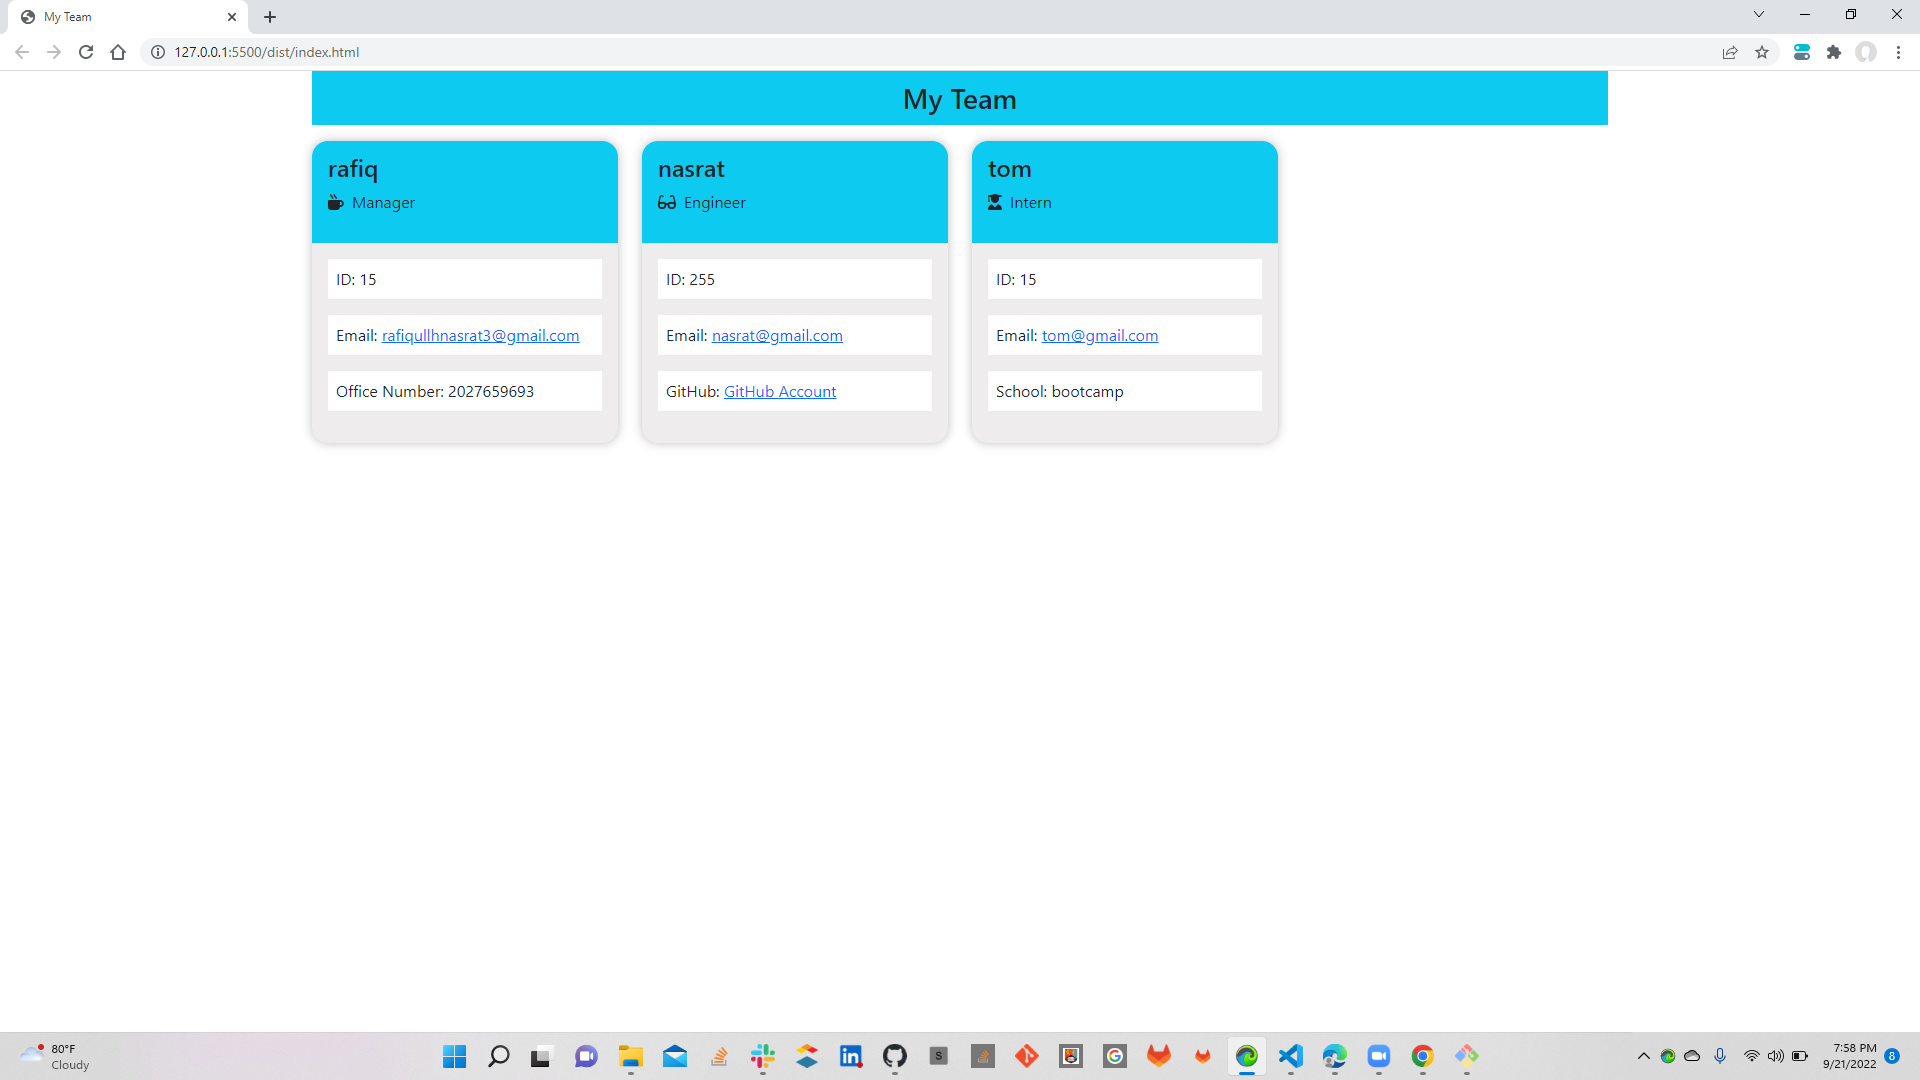 My Team
127.0.0.1:5500/dist/index.html
My Team
rafiq
Manager
ID: 15
Email: rafiqullhnasrat3@gmail.com
Office Number: 2027659693
nasrat
Engineer
ID: 255
Email: nasrat@gmail.com
GitHub: GitHub Account
tom
Intern
ID: 15
Email: tom@gmail.com
School: bootcamp
80°F
Cloudy
7:58 PM
9/21/2022
8